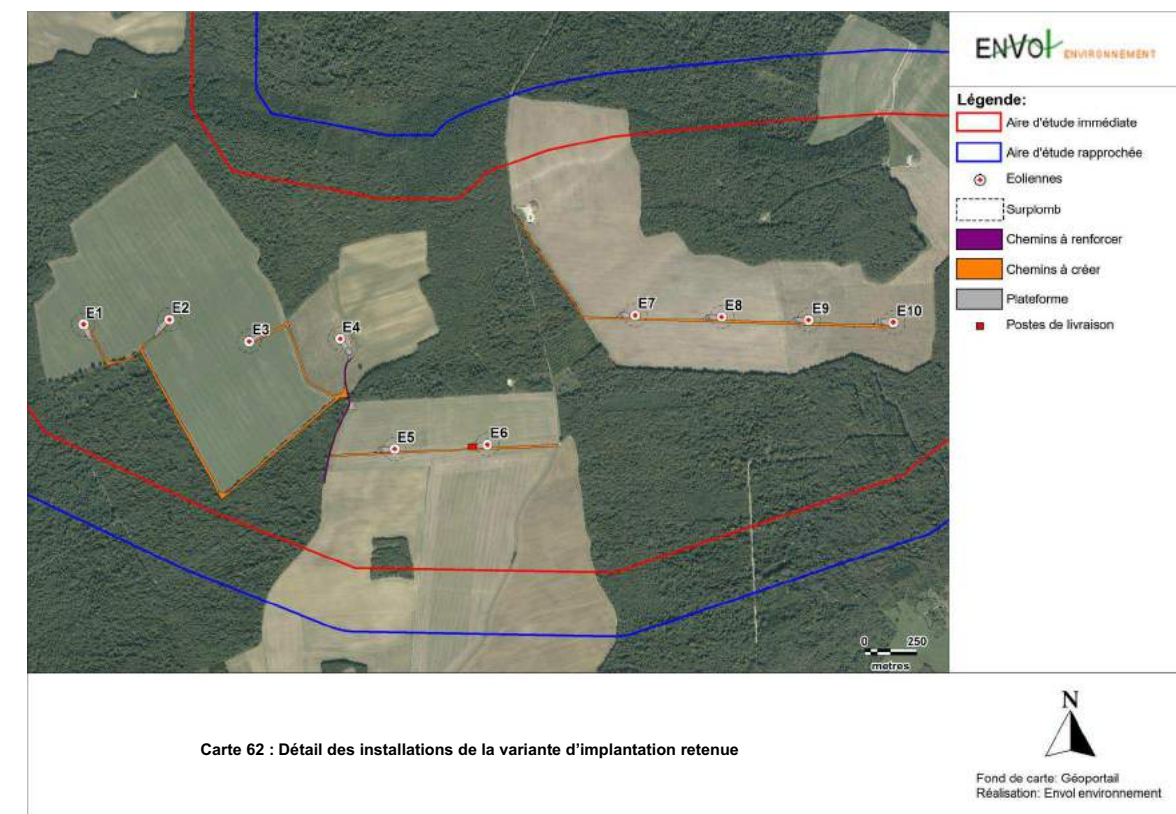 ENVOL ENVIRONNEMENT
Légende:
Aire d'étude immédiate
Aire d'étude rapprochée
Eoliennes
Surplomb
Chemins à renforcer
Chemins à créer
Plateforme
Postes de livraison
E1
E2
E3
E4
E5
E6
E7
E8
E9
E10
0 250
metres
N
Carte 62 : Détail des installations de la variante d’implantation retenue
Fond de carte: Géoportail
Réalisation: Envol environnement